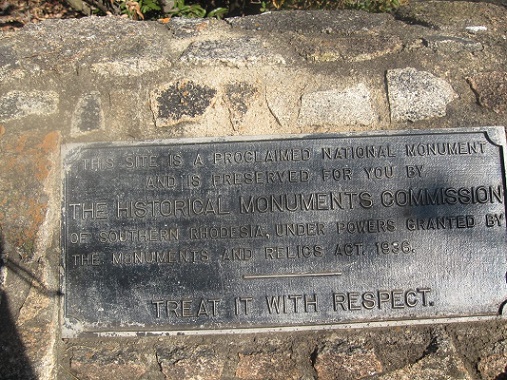 THIS SITE IS A PROCLAIMED NATIONAL MONUMENT
AND IS PRESERVED FOR YOU BY
THE HISTORICAL MONUMENTS COMMISSION
OF SOUTHERN RHODESIA, UNDER POWERS GRANTED BY
THE MONUMENTS AND RELICS ACT, 1936.
TREAT IT WITH RESPECT.